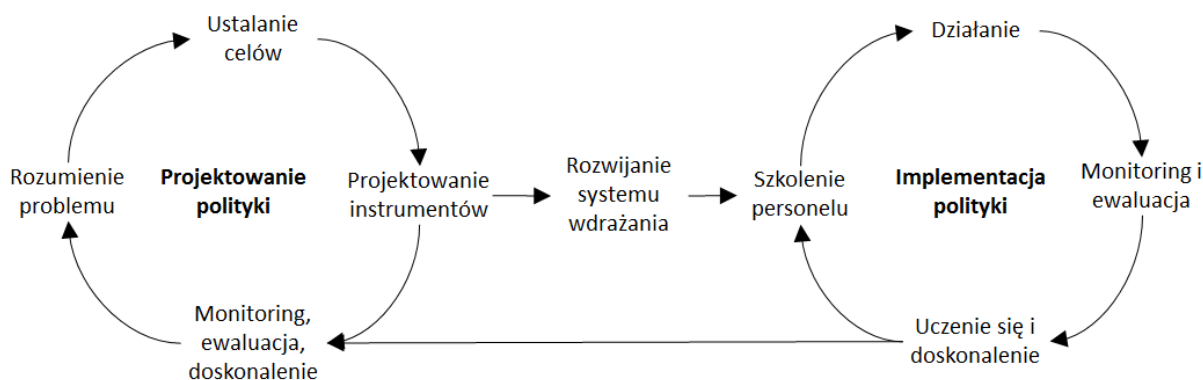 Ustalanie
celów
Rozumienie
problemu
Projektowanie
polityki
Projektowanie
instrumentów
Monitoring,
ewaluacja,
doskonalenie
Rozwijanie
systemu
wdrażania
Działanie
Szkolenie
personelu
Implementacja
polityki
Monitoring i
ewaluacja
Uczenie się i
doskonalenie